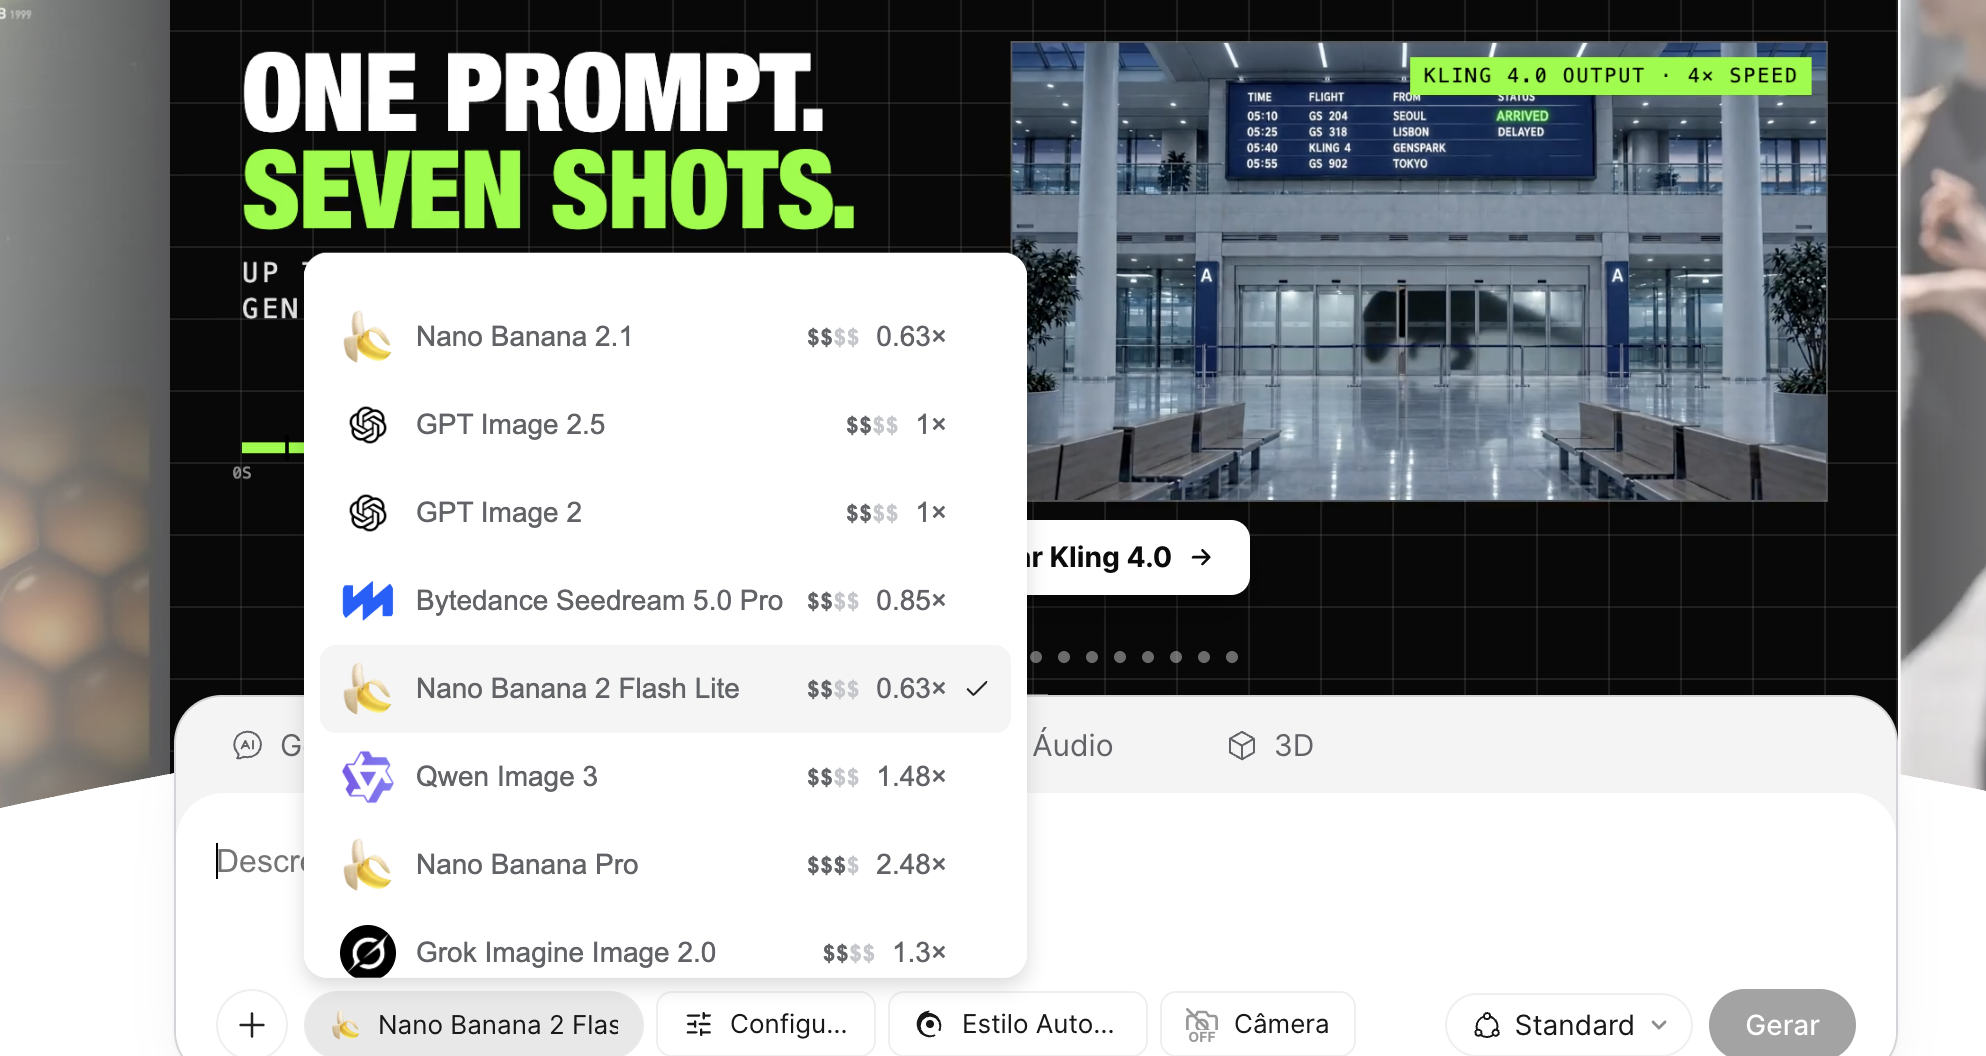 1999
ONE PROMPT.
SEVEN SHOTS.
UP
GEN
0S
KLING 4.0 OUTPUT · 4× SPEED
TIME FLIGHT FROM STATUS
05:10 GS 204 SEOUL ARRIVED
05:25 GS 318 LISBON DELAYED
05:40 KLING 4 GENSPARK
05:55 GS 902 TOKYO
A
A
Nano Banana 2.1 $$$$ 0.63×
GPT Image 2.5 $$$$ 1×
GPT Image 2 $$$$ 1×
Bytedance Seedream 5.0 Pro $$$$ 0.85×
Nano Banana 2 Flash Lite $$$$ 0.63×
Qwen Image 3 $$$$ 1.48×
Nano Banana Pro $$$$ 2.48×
Grok Imagine Image 2.0 $$$$ 1.3×
ar Kling 4.0 →
AI G
Áudio
3D
Descre
Nano Banana 2 Flas
Configu...
Estilo Auto...
OFF
Câmera
Standard
Gerar